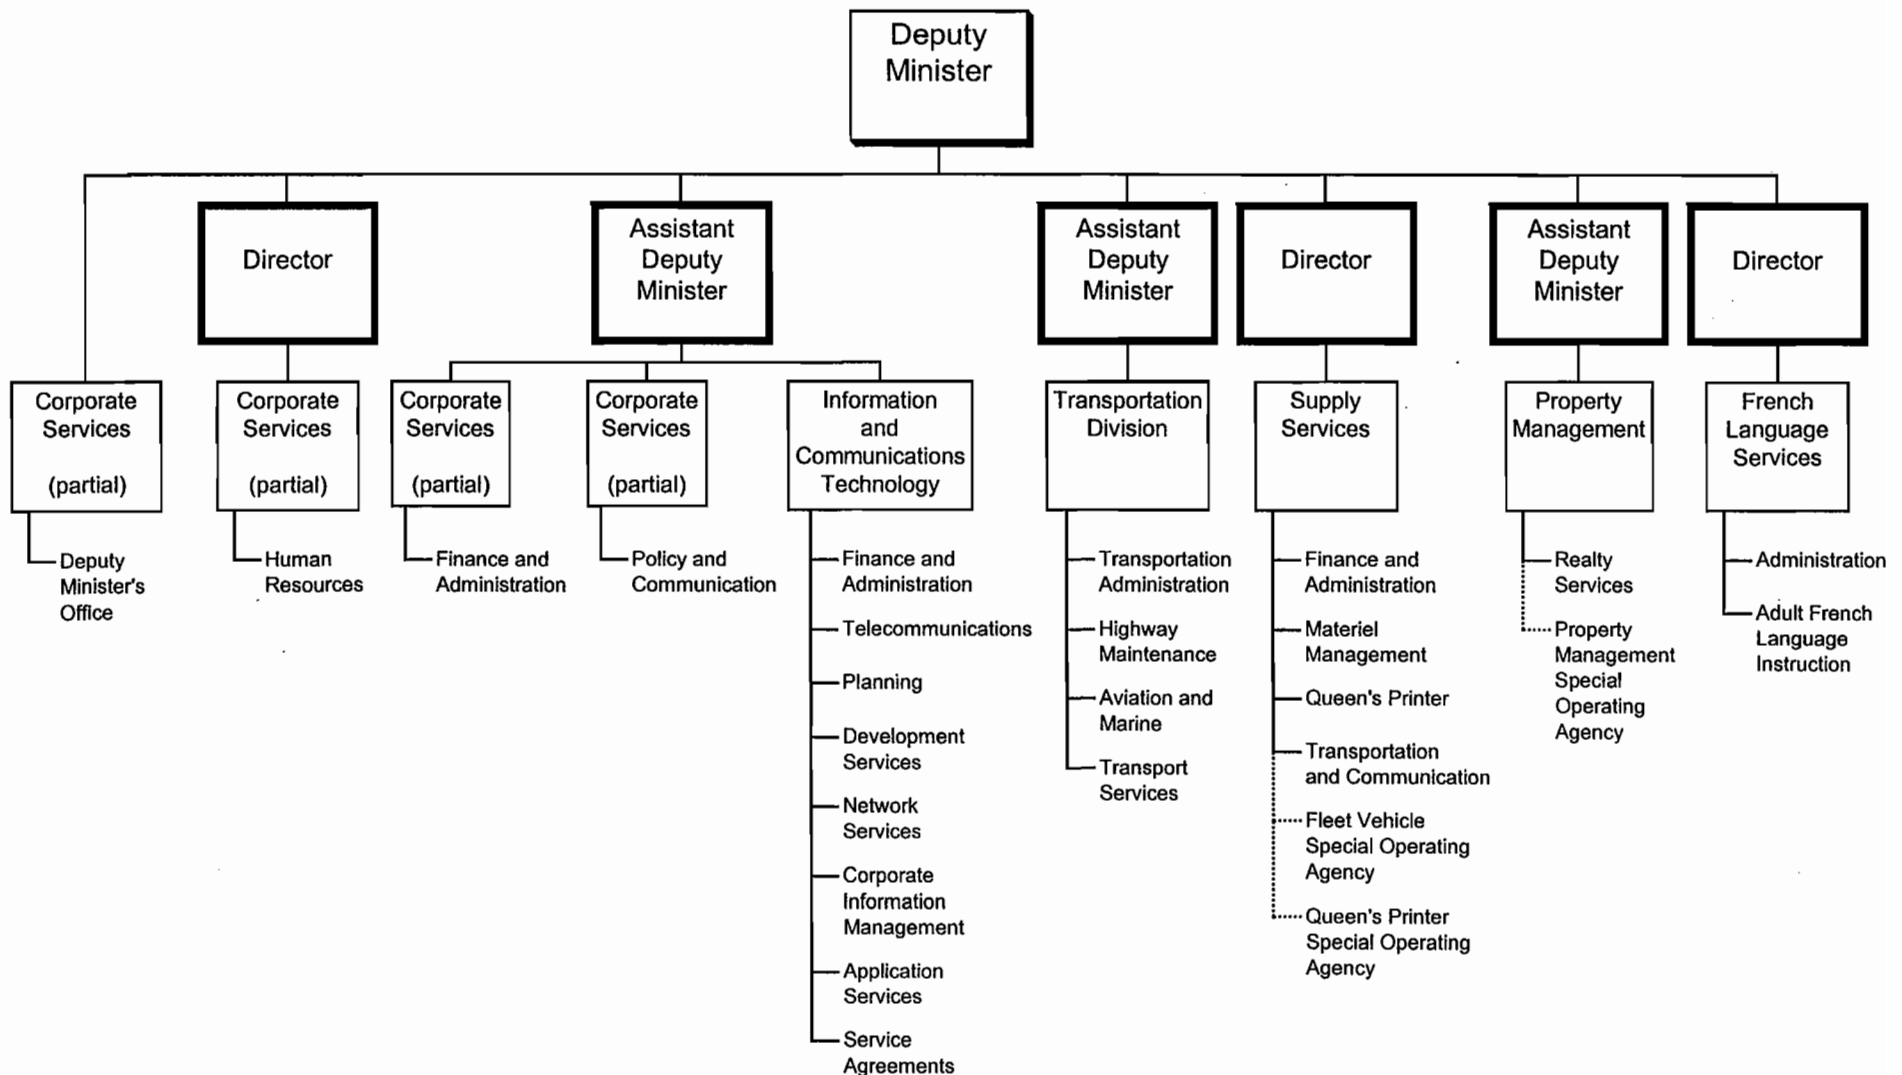 Deputy
Minister
Director
Assistant
Deputy
Minister
Assistant
Deputy
Minister
Director
Assistant
Deputy
Minister
Director
Corporate
Services
(partial)
Deputy
Minister's
Office
Corporate
Services
(partial)
Human
Resources
Corporate
Services
(partial)
Finance and
Administration
Corporate
Services
(partial)
Policy and
Communication
Information
and
Communications
Technology
Finance and
Administration
Telecommunications
Planning
Development
Services
Network
Services
Corporate
Information
Management
Application
Services
Service
Agreements
Transportation
Division
Transportation
Administration
Highway
Maintenance
Aviation and
Marine
Transport
Services
Supply
Services
Finance and
Administration
Materiel
Management
Queen's Printer
Transportation
and Communication
Fleet Vehicle
Special Operating
Agency
Queen's Printer
Special Operating
Agency
Property
Management
Realty
Services
Property
Management
Special
Operating
Agency
French
Language
Services
Administration
Adult French
Language
Instruction